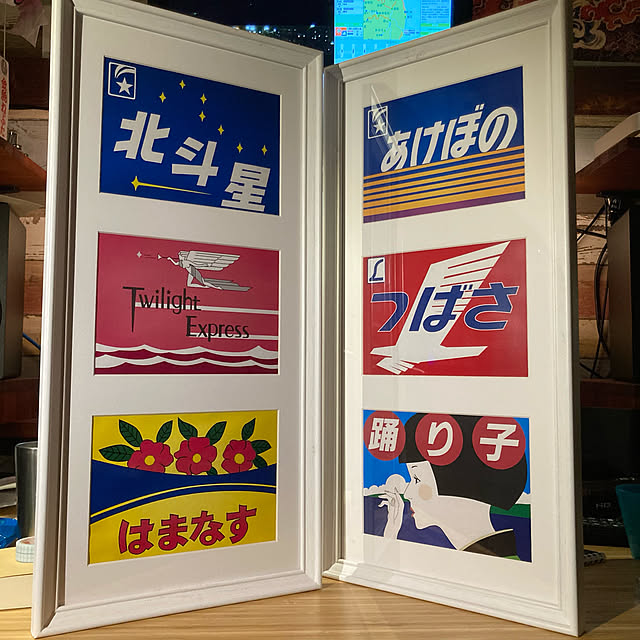 北斗星
Twilight
Express
はまなす
あけぼの
つばさ
踊り子